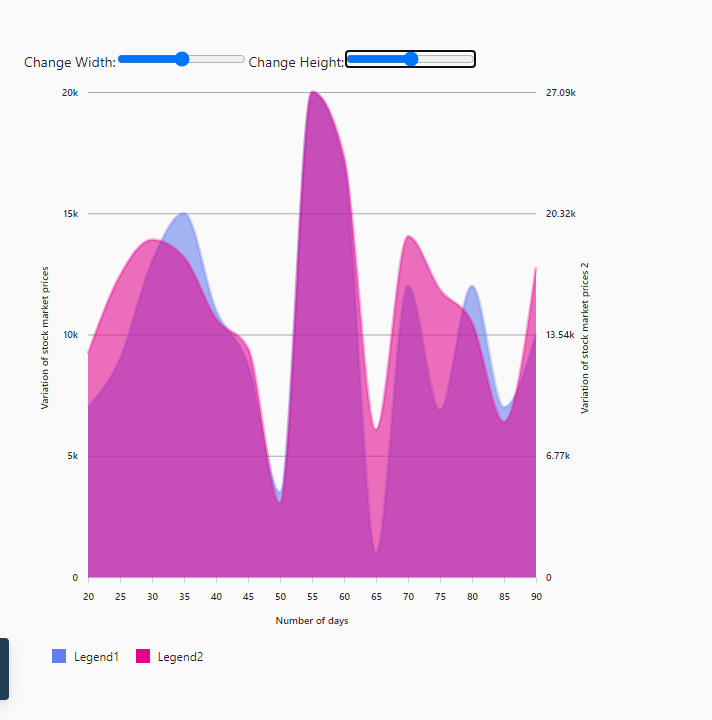 Change Width: Change Height:
20k 27.09k
15k 20.32k
10k 13.54k
5k 6.77k
0 0
Variation of stock market prices
Variation of stock market prices 2
20 25 30 35 40 45 50 55 60 65 70 75 80 85 90
Number of days
Legend1 Legend2